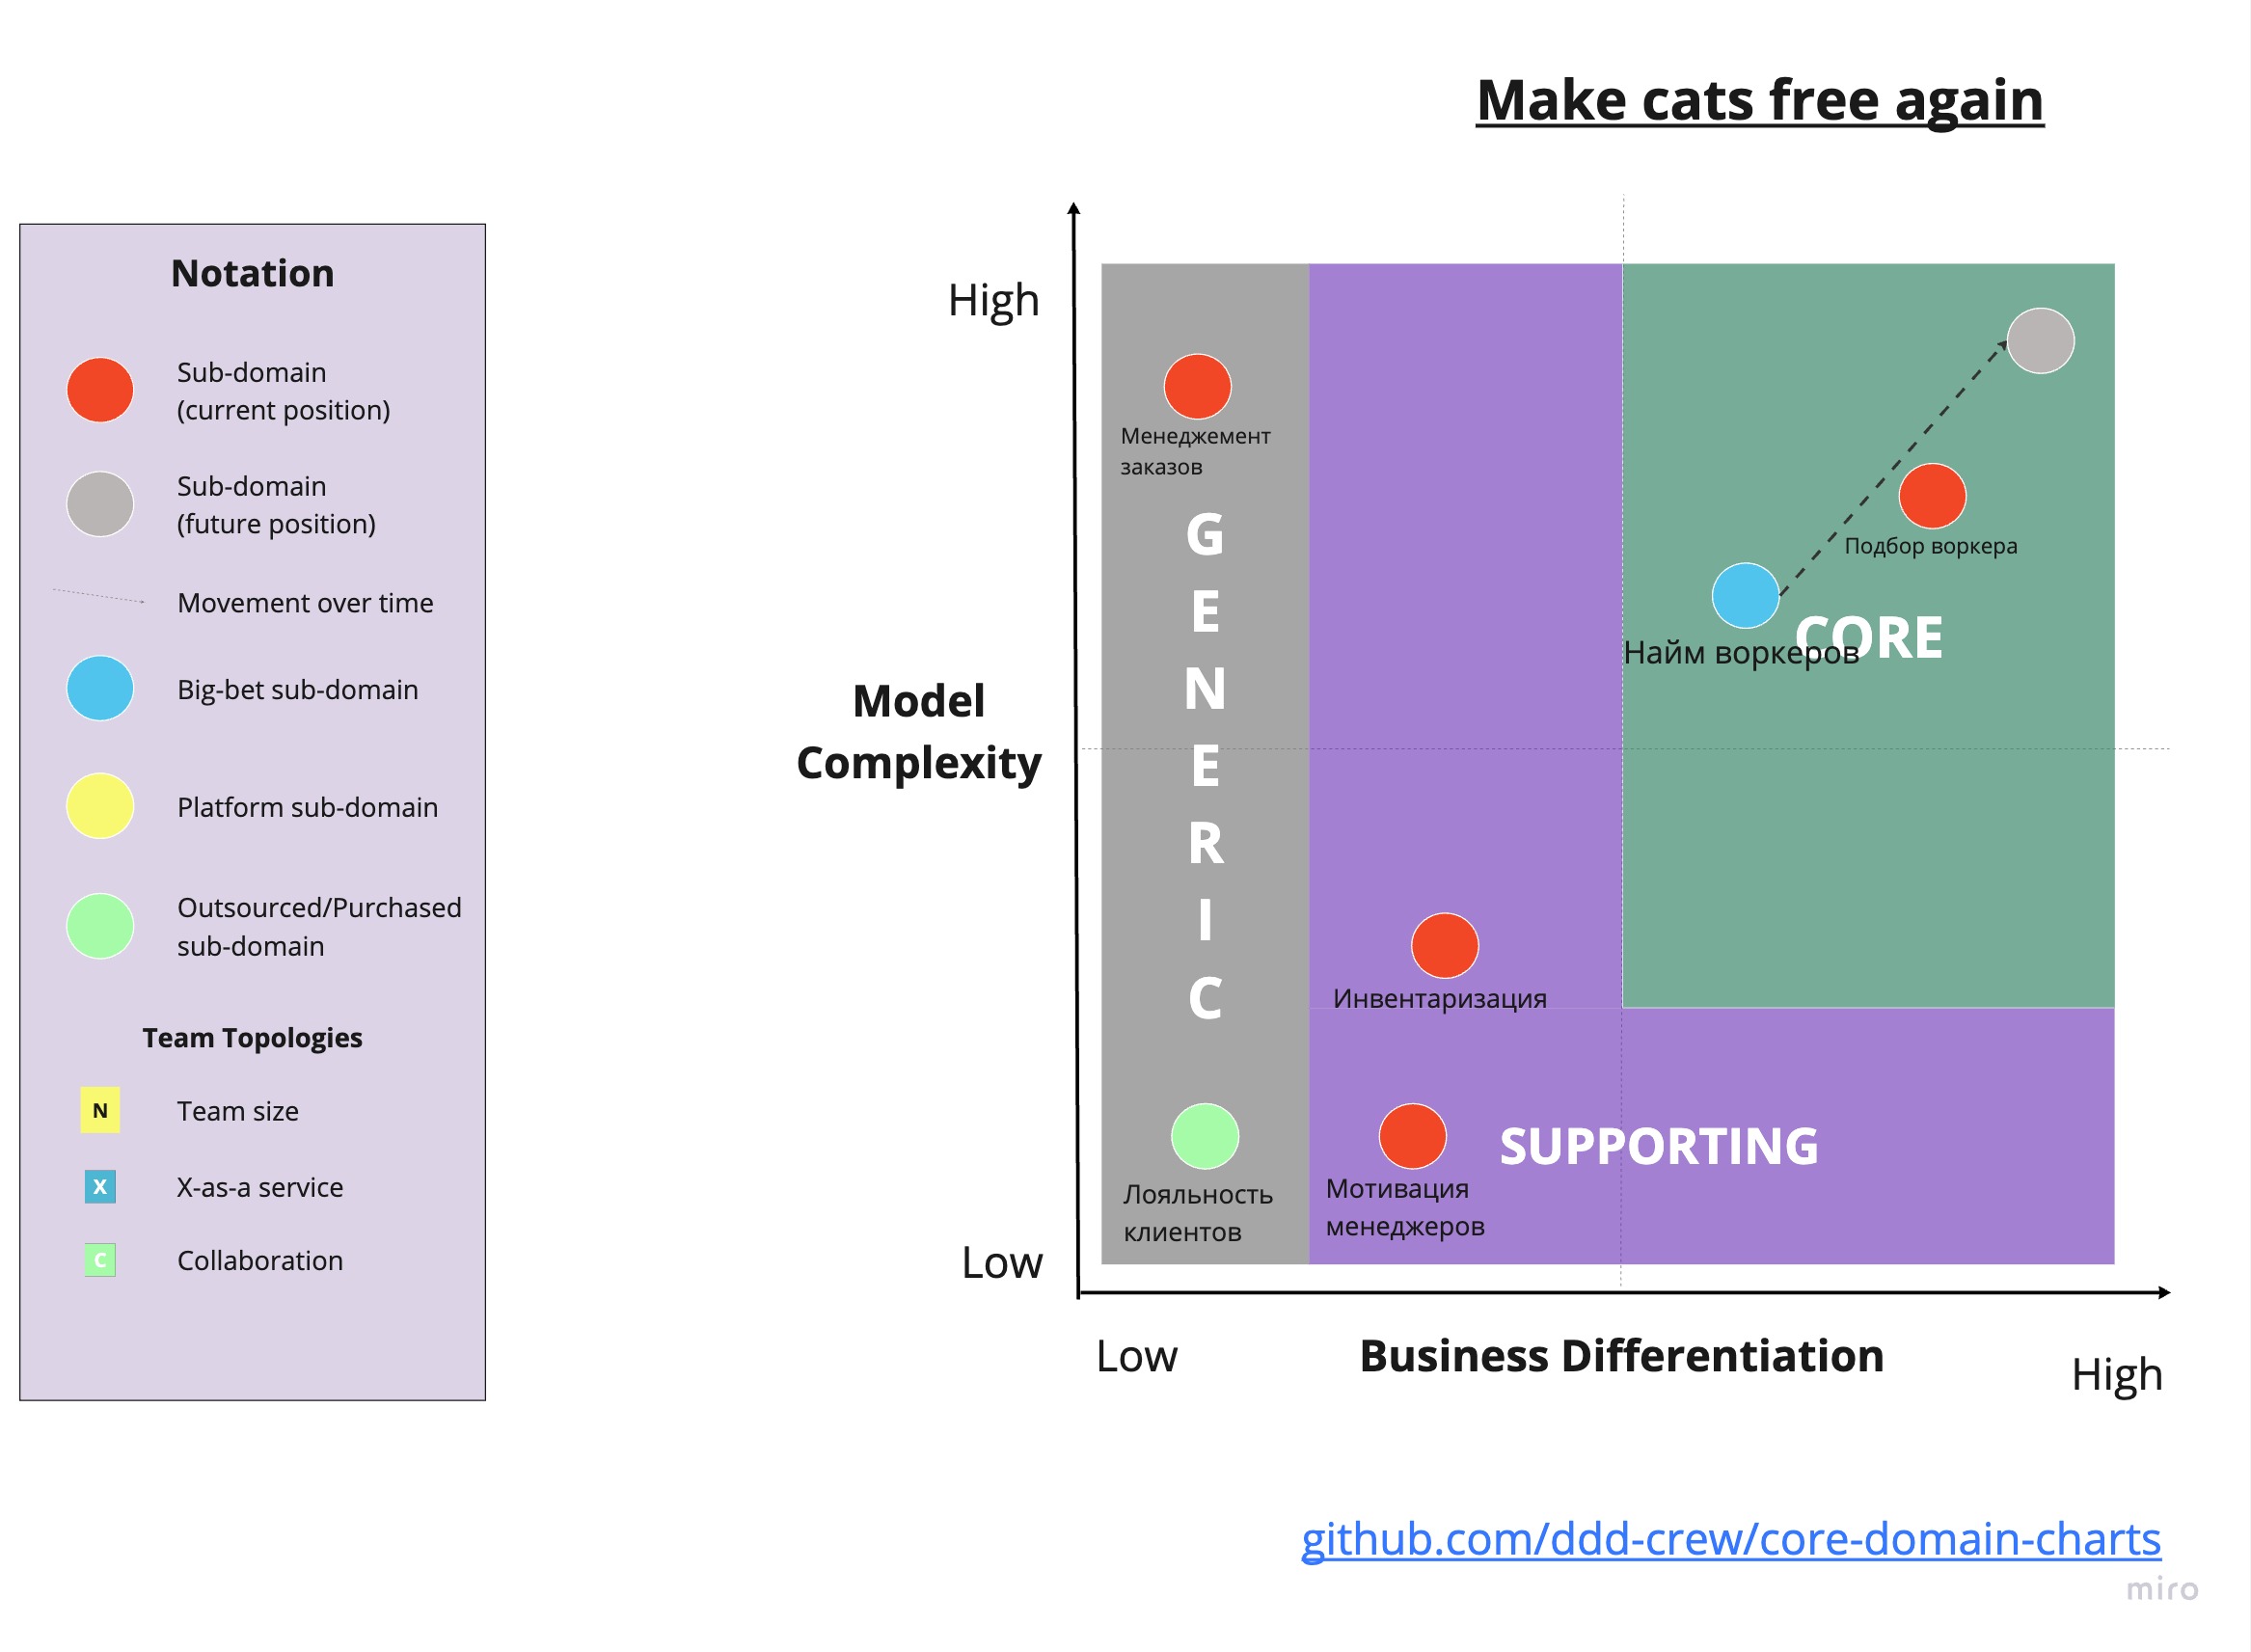 Make cats free again
Notation
Sub-domain
(current position)
Sub-domain
(future position)
Movement over time
Big-bet sub-domain
Platform sub-domain
Outsourced/Purchased
sub-domain
Team Topologies
N
Team size
X
X-as-a service
C
Collaboration
High
Model
Complexity
Low
Менеджемент
заказов
G
E
N
E
R
I
C
Лояльность
клиентов
Подбор воркера
CORE
Найм воркеров
Инвентаризация
SUPPORTING
Мотивация
менеджеров
Low
Business Differentiation
High
github.com/ddd-crew/core-domain-charts
miro